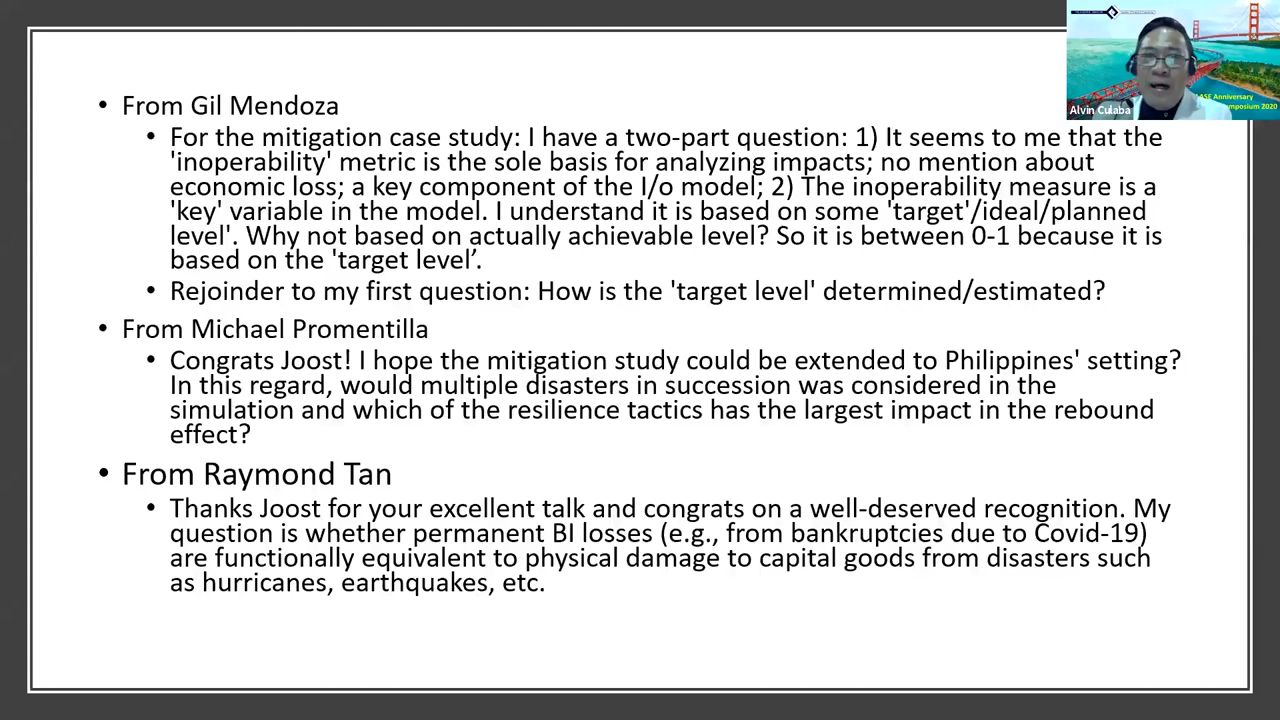 From Gil Mendoza
For the mitigation case study: I have a two-part question: 1) It seems to me that the
'inoperability' metric is the sole basis for analyzing impacts; no mention about
economic loss; a key component of the I/o model; 2) The inoperability measure is a
'key' variable in the model. I understand it is based on some 'target'/ideal/planned
level'. Why not based on actually achievable level? So it is between 0-1 because it is
based on the 'target level’.
Rejoinder to my first question: How is the 'target level' determined/estimated?
From Michael Promentilla
Congrats Joost! I hope the mitigation study could be extended to Philippines' setting?
In this regard, would multiple disasters in succession was considered in the
simulation and which of the resilience tactics has the largest impact in the rebound
effect?
From Raymond Tan
Thanks Joost for your excellent talk and congrats on a well-deserved recognition. My
question is whether permanent BI losses (e.g., from bankruptcies due to Covid-19)
are functionally equivalent to physical damage to capital goods from disasters such
as hurricanes, earthquakes, etc.
ASE Anniversary
mposium 2020
Alvin Culaba